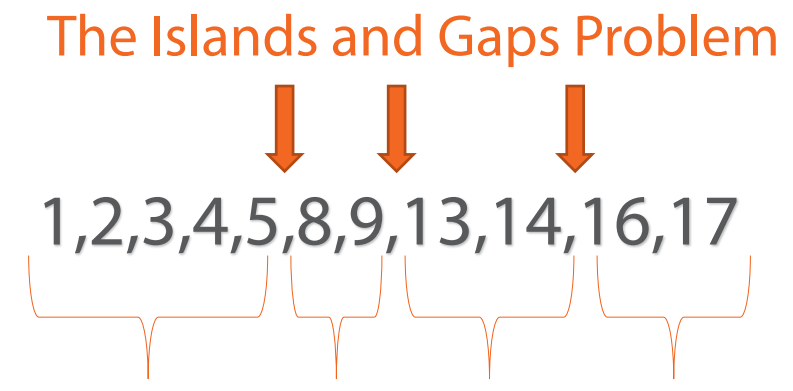 The Islands and Gaps Problem
1,2,3,4,5,8,9,13,14,16,17